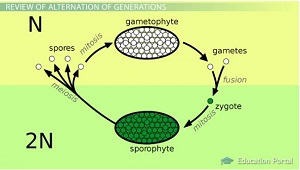 REVIEW OF ALTERNATION OF GENERATIONS
N
gametophyte
spores
mitosis
gametes
fusion
meiosis
zygote
mitosis
2N
sporophyte
Education Portal